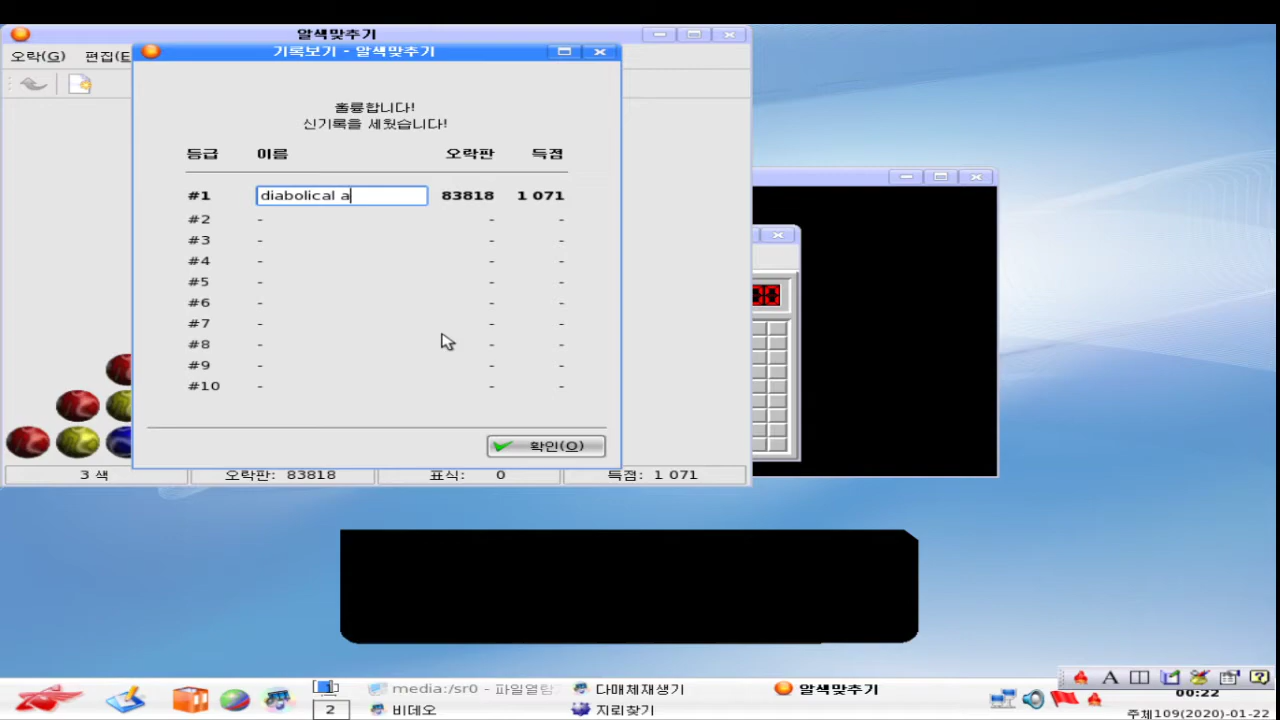 알색맞추기
오락(G) 편집(E
기록보기 - 알색맞추기
훌륭합니다!
신기록을 세웠습니다!
등급 이름 오락판 득점
#1 diabolical a 83818 1 071
#2 - - -
#3 - - -
#4 - - -
#5 - - -
#6 - - -
#7 - - -
#8 - - -
#9 - - -
#10 - - -
확인(O)
3 색 오락판: 83818 표식: 0 득점: 1 071
1 media:/sr0 - 파일열람 다매체재생기 알색맞추기
2 비데오 지뢰찾기
A
00:22
주체109(2020)-01-22